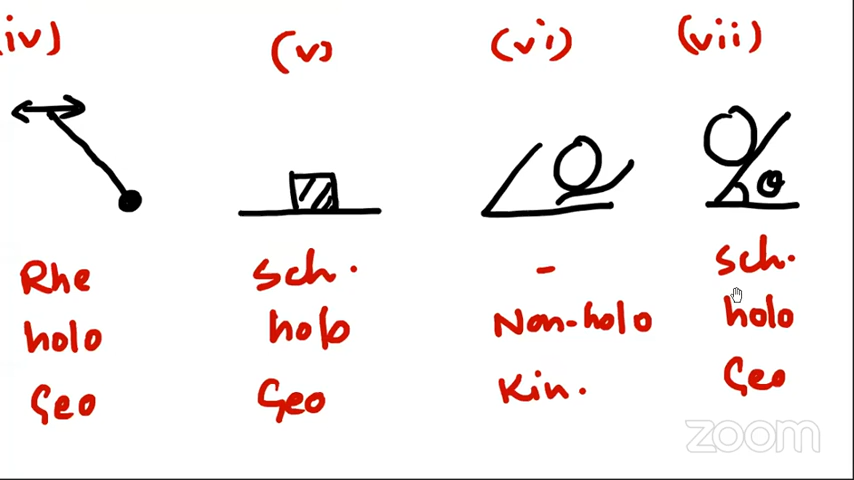 (iv) (v) (vi) (vii)
θ
Rhe Sch. - Sch.
holo holo Non-holo holo
Geo Geo Kin. Geo
zoom